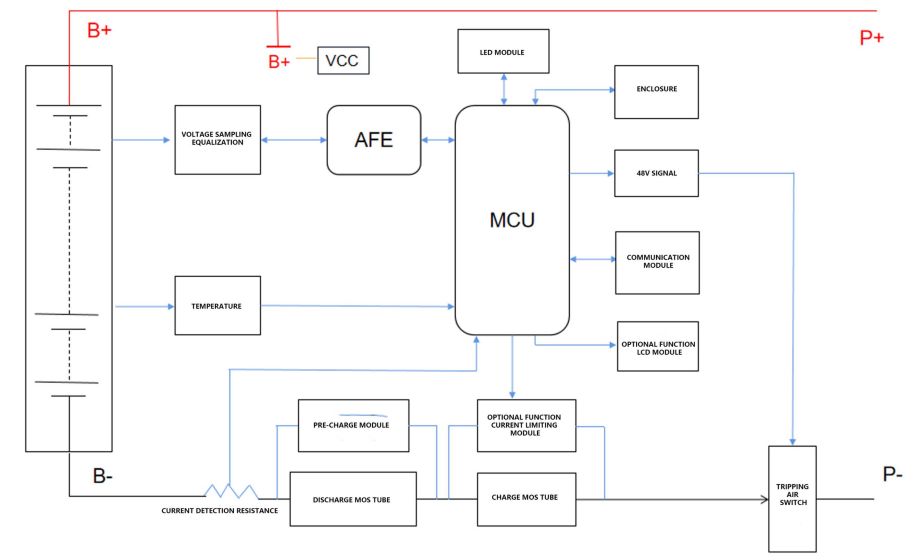 B+
P+
B+
VCC
LED MODULE
ENCLOSURE
VOLTAGE SAMPLING
EQUALIZATION
AFE
MCU
48V SIGNAL
COMMUNICATION
MODULE
TEMPERATURE
OPTIONAL FUNCTION
LCD MODULE
PRE-CHARGE MODULE
OPTIONAL FUNCTION
CURRENT LIMITING
MODULE
B-
P-
TRIPPING
AIR
SWITCH
DISCHARGE MOS TUBE
CHARGE MOS TUBE
CURRENT DETECTION RESISTANCE